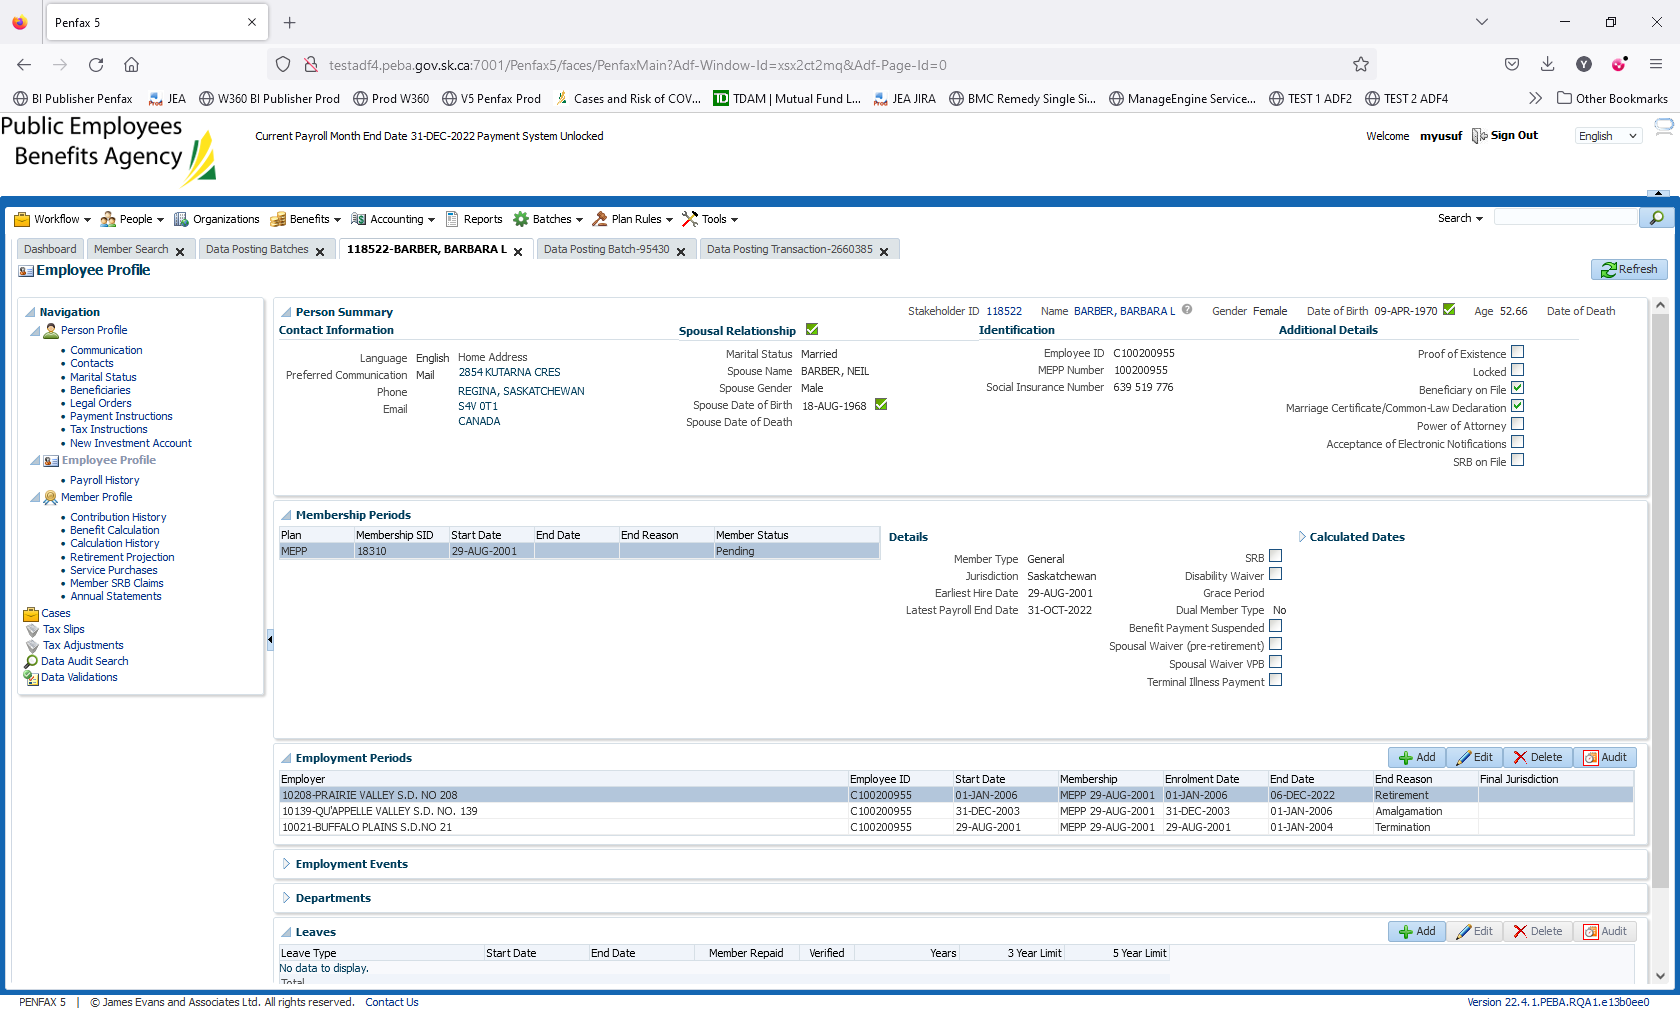 Penfax 5
testadf4.peba.gov.sk.ca:7001/Penfax5/faces/PenfaxMain?Adf-Window-Id=xsx2ct2mq&Adf-Page-Id=0
BI Publisher Penfax JEA W360 BI Publisher Prod Prod W360 V5 Penfax Prod Cases and Risk of COV... TDAM | Mutual Fund L... JEA JIRA BMC Remedy Single Si... ManageEngine Service... TEST 1 ADF2 TEST 2 ADF4 Other Bookmarks
Public Employees
Benefits Agency
Current Payroll Month End Date 31-DEC-2022 Payment System Unlocked
Welcome myusuf Sign Out English
Workflow People Organizations Benefits Accounting Reports Batches Plan Rules Tools Search
Dashboard Member Search Data Posting Batches 118522-BARBER, BARBARA L Data Posting Batch-95430 Data Posting Transaction-2660385
Employee Profile
Refresh
Navigation
Person Profile
Communication
Contacts
Marital Status
Beneficiaries
Legal Orders
Payment Instructions
Tax Instructions
New Investment Account
Employee Profile
Payroll History
Member Profile
Contribution History
Benefit Calculation
Calculation History
Retirement Projection
Service Purchases
Member SRB Claims
Annual Statements
Cases
Tax Slips
Tax Adjustments
Data Audit Search
Data Validations
Person Summary
Stakeholder ID 118522 Name BARBER, BARBARA L Gender Female Date of Birth 09-APR-1970 Age 52.66 Date of Death
Contact Information
Language English
Preferred Communication Mail
Phone
Email
Home Address
2854 KUTARNA CRES
REGINA, SASKATCHEWAN
S4V 0T1
CANADA
Spousal Relationship
Marital Status Married
Spouse Name BARBER, NEIL
Spouse Gender Male
Spouse Date of Birth 18-AUG-1968
Spouse Date of Death
Identification
Employee ID C100200955
MEPP Number 100200955
Social Insurance Number 639 519 776
Additional Details
Proof of Existence
Locked
Beneficiary on File
Marriage Certificate/Common-Law Declaration
Power of Attorney
Acceptance of Electronic Notifications
SRB on File
Membership Periods
Plan Membership SID Start Date End Date End Reason Member Status
MEPP 18310 29-AUG-2001 Pending
Details
Member Type General
Jurisdiction Saskatchewan
Earliest Hire Date 29-AUG-2001
Latest Payroll End Date 31-OCT-2022
SRB
Disability Waiver
Grace Period
Dual Member Type No
Benefit Payment Suspended
Spousal Waiver (pre-retirement)
Spousal Waiver VPB
Terminal Illness Payment
Calculated Dates
Employment Periods
Add Edit Delete Audit
Employer Employee ID Start Date Membership Enrolment Date End Date End Reason Final Jurisdiction
10208-PRAIRIE VALLEY S.D. NO 208 C100200955 01-JAN-2006 MEPP 29-AUG-2001 01-JAN-2006 06-DEC-2022 Retirement
10139-QU'APPELLE VALLEY S.D. NO. 139 C100200955 31-DEC-2003 MEPP 29-AUG-2001 31-DEC-2003 01-JAN-2006 Amalgamation
10021-BUFFALO PLAINS S.D.NO 21 C100200955 29-AUG-2001 MEPP 29-AUG-2001 29-AUG-2001 01-JAN-2004 Termination
Employment Events
Departments
Leaves
Add Edit Delete Audit
Leave Type Start Date End Date Member Repaid Verified Years 3 Year Limit 5 Year Limit
No data to display.
Total
PENFAX 5 | © James Evans and Associates Ltd. All rights reserved. Contact Us
Version 22.4.1.PEBA.RQA1.e13b0ee0